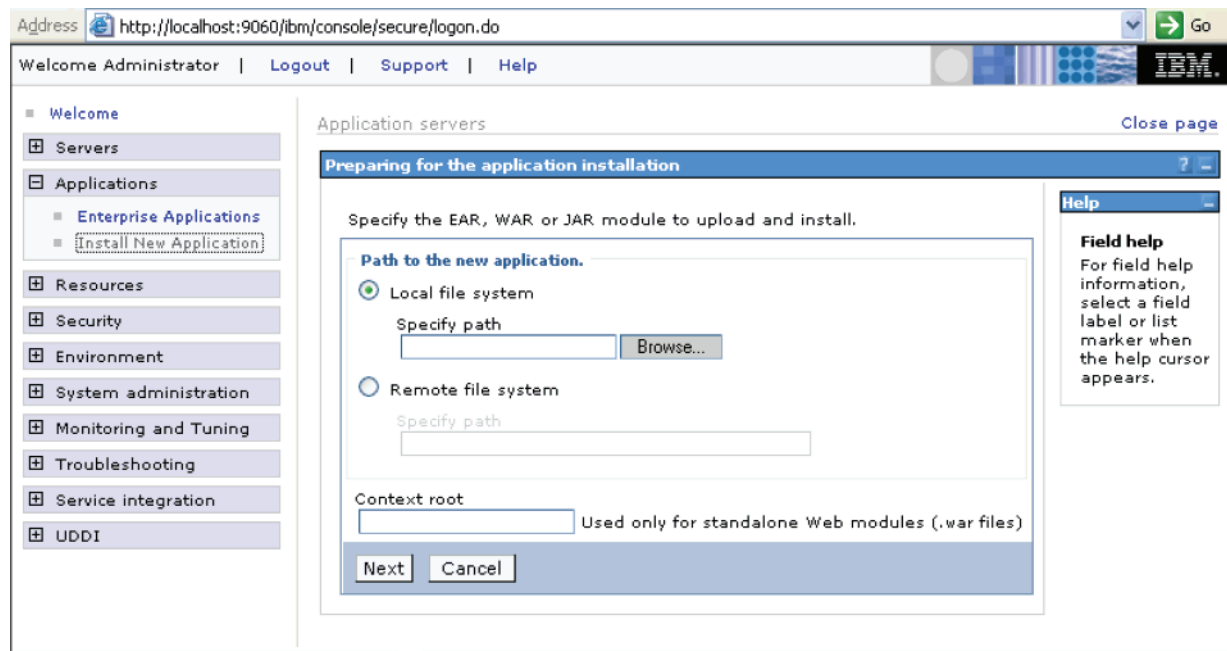 Address http://localhost:9060/ibm/console/secure/logon.do Go
Welcome Administrator | Logout | Support | Help IBM.
Welcome
Servers
Applications
Enterprise Applications
Install New Application
Resources
Security
Environment
System administration
Monitoring and Tuning
Troubleshooting
Service integration
UDDI
Application servers Close page
Preparing for the application installation ? –
Specify the EAR, WAR or JAR module to upload and install.
Path to the new application.
Local file system
Specify path
Browse...
Remote file system
Specify path
Context root
Used only for standalone Web modules (.war files)
Next Cancel
Help –
Field help
For field help
information,
select a field
label or list
marker when
the help cursor
appears.